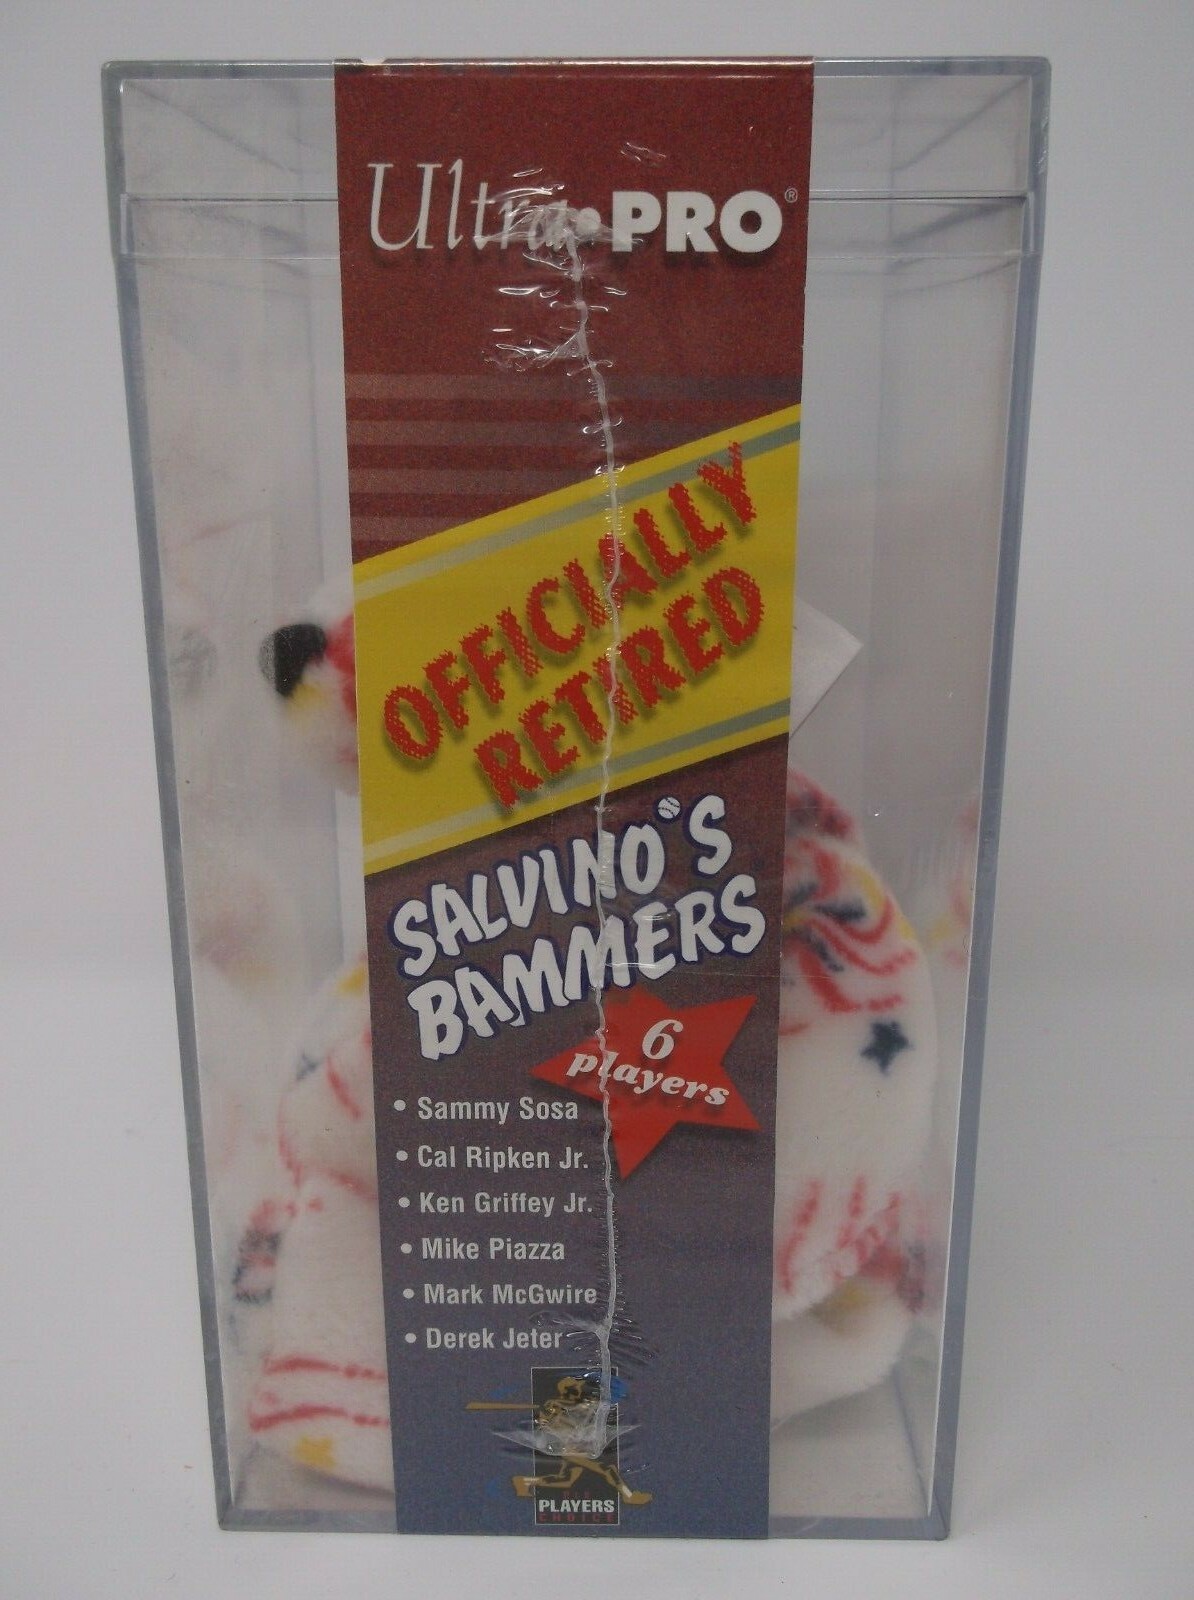 Ultra•PRO®
OFFICIALLY
RETIRED
SALVINO'S
BAMMERS
6
players
• Sammy Sosa
• Cal Ripken Jr.
• Ken Griffey Jr.
• Mike Piazza
• Mark McGwire
• Derek Jeter
PLAYERS
CHOICE